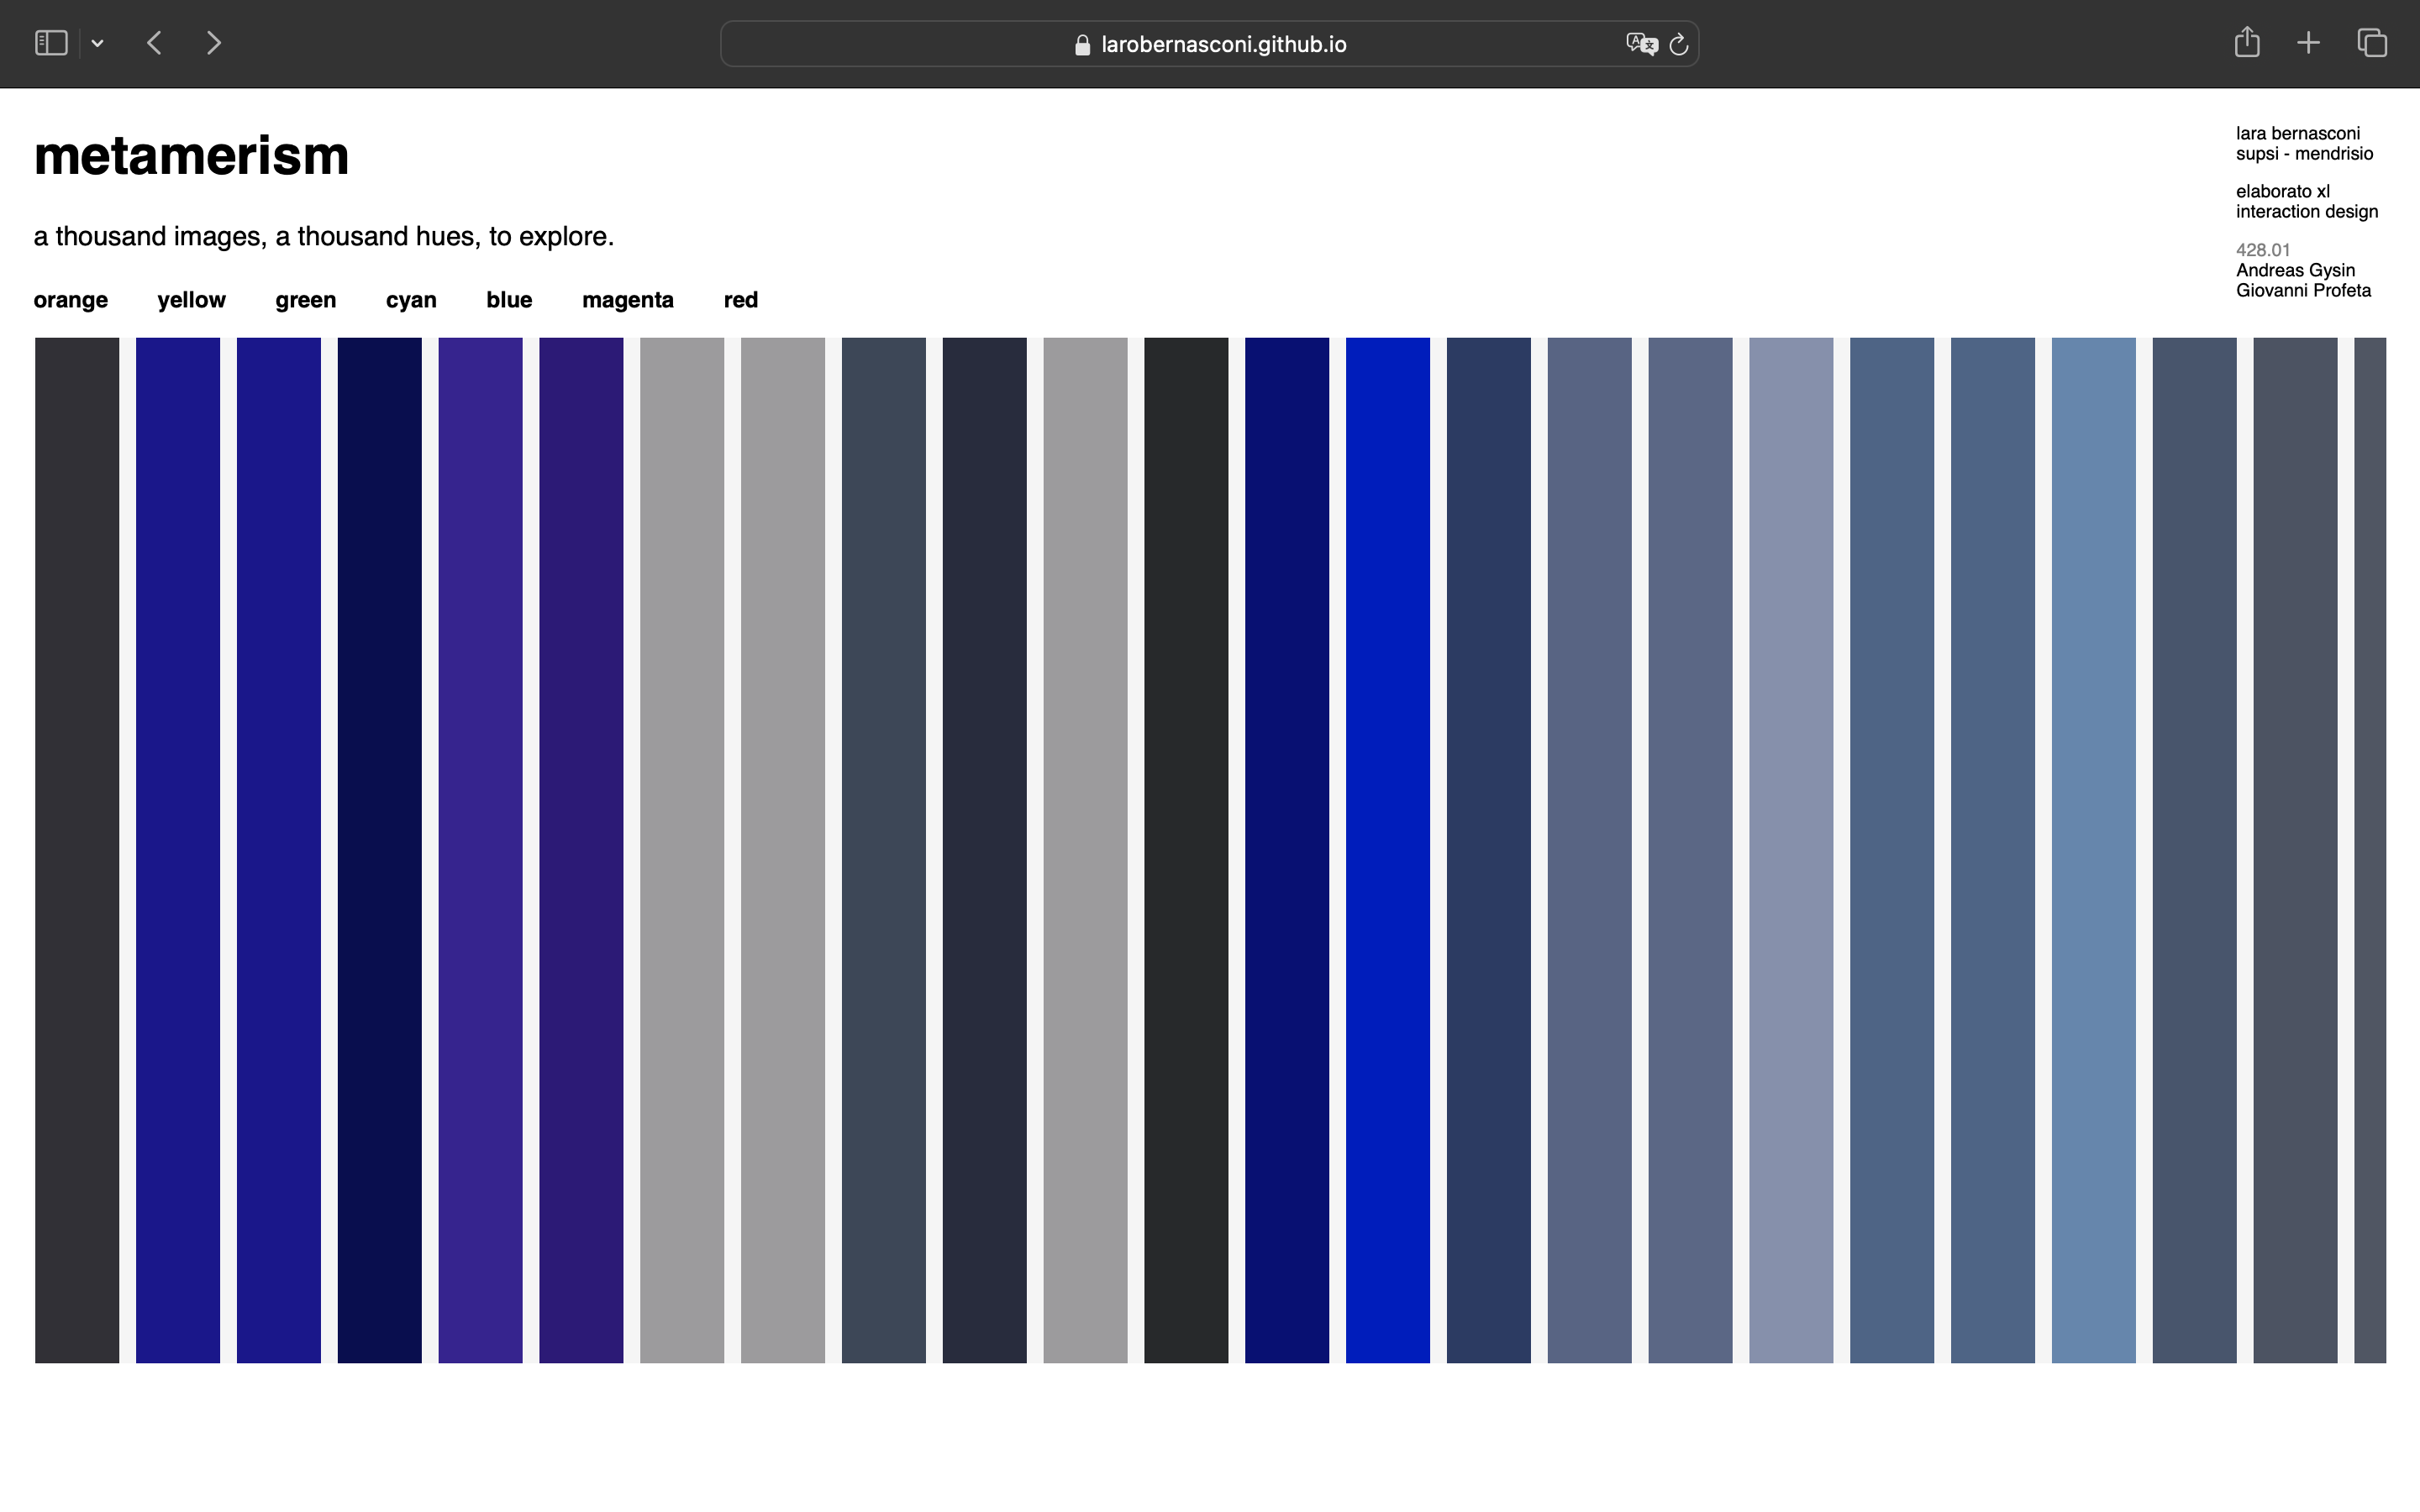 larobernasconi.github.io
metamerism
a thousand images, a thousand hues, to explore.
orange yellow green cyan blue magenta red
lara bernasconi
supsi - mendrisio
elaborato xl
interaction design
428.01
Andreas Gysin
Giovanni Profeta